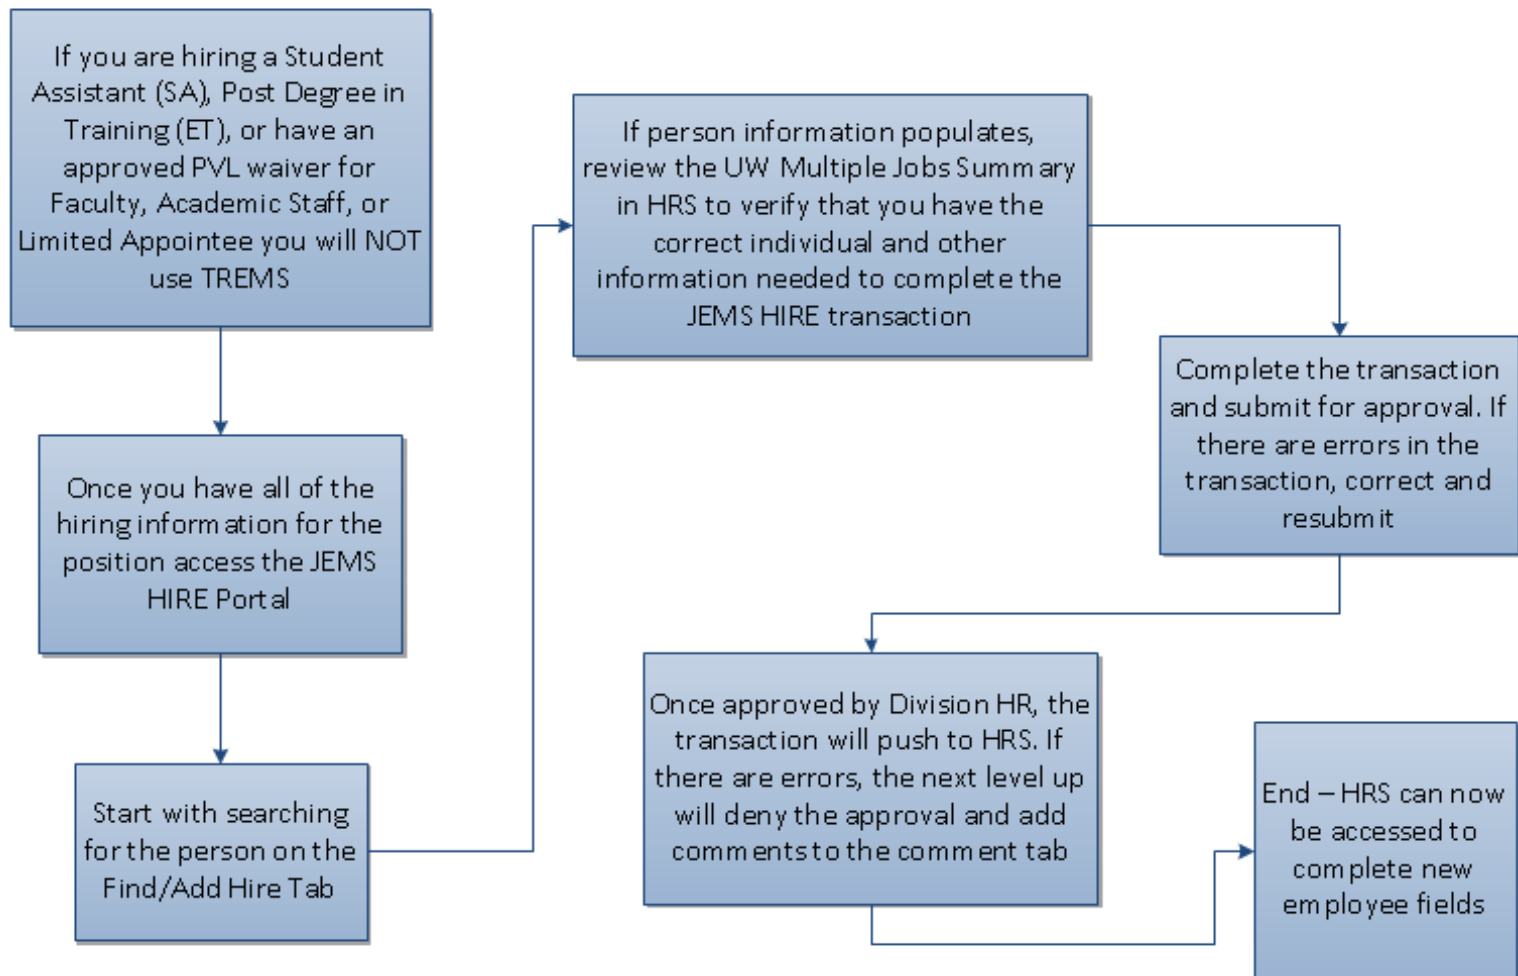 If you are hiring a Student
Assistant (SA), Post Degree in
Training (ET), or have an
approved PVL waiver for
Faculty, Academic Staff, or
Limited Appointee you will NOT
use TREMS
Once you have all of the
hiring information for the
position access the JEMS
HIRE Portal
Start with searching
for the person on the
Find/Add Hire Tab
If person information populates,
review the UW Multiple Jobs Summary
in HRS to verify that you have the
correct individual and other
information needed to complete the
JEMS HIRE transaction
Complete the transaction
and submit for approval. If
there are errors in the
transaction, correct and
resubmit
Once approved by Division HR, the
transaction will push to HRS. If
there are errors, the next level up
will deny the approval and add
comments to the comment tab
End – HRS can now
be accessed to
complete new
employee fields